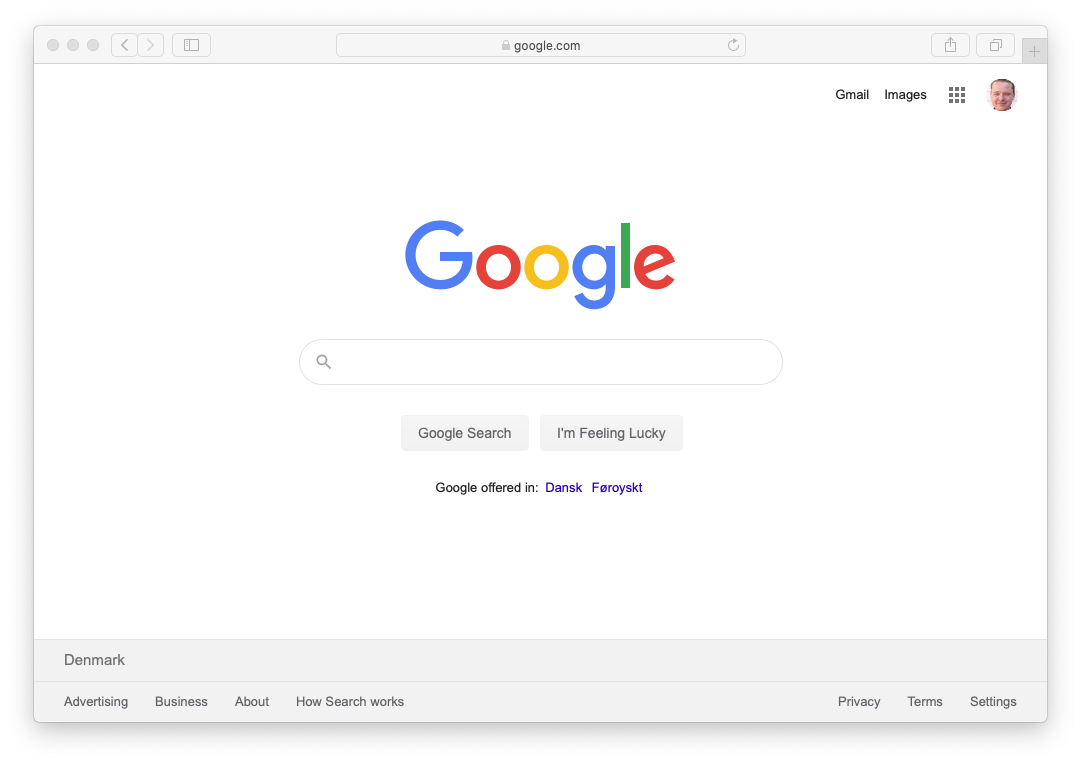 google.com
Gmail Images
Google
Google Search I'm Feeling Lucky
Google offered in: Dansk Føroyskt
Denmark
Advertising Business About How Search works Privacy Terms Settings